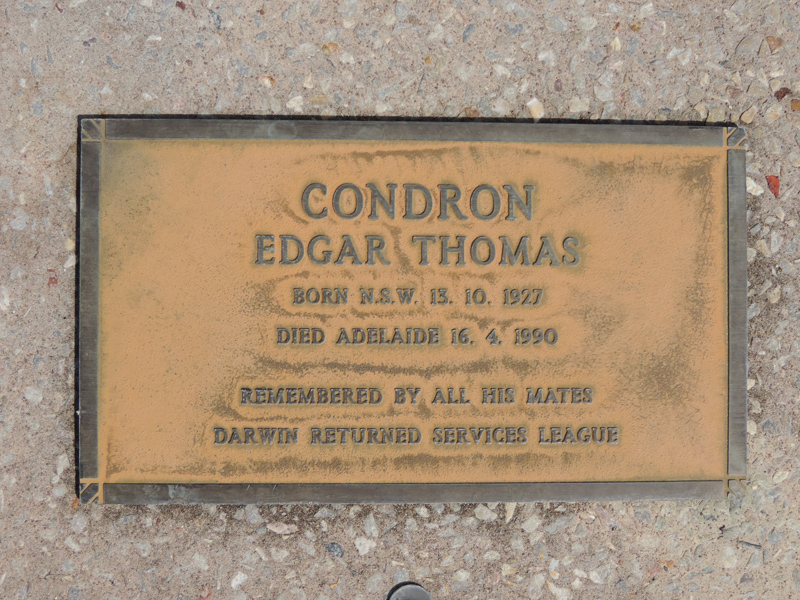 CONDRON
EDGAR THOMAS
BORN N.S.W. 13. 10. 1927
DIED ADELAIDE 16. 4. 1990
REMEMBERED BY ALL HIS MATES
DARWIN RETURNED SERVICES LEAGUE